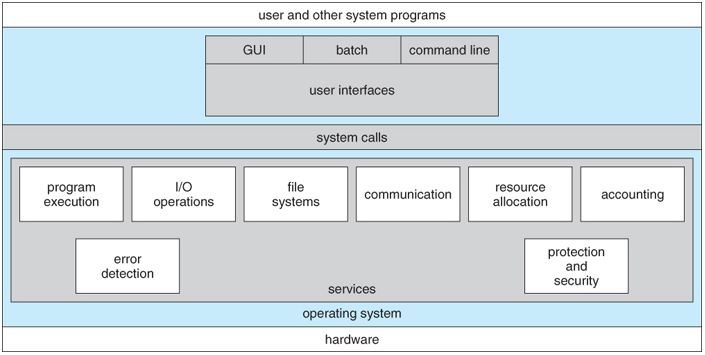 user and other system programs
GUI
batch
command line
user interfaces
system calls
program
execution
I/O
operations
file
systems
communication
resource
allocation
accounting
error
detection
protection
and
security
services
operating system
hardware